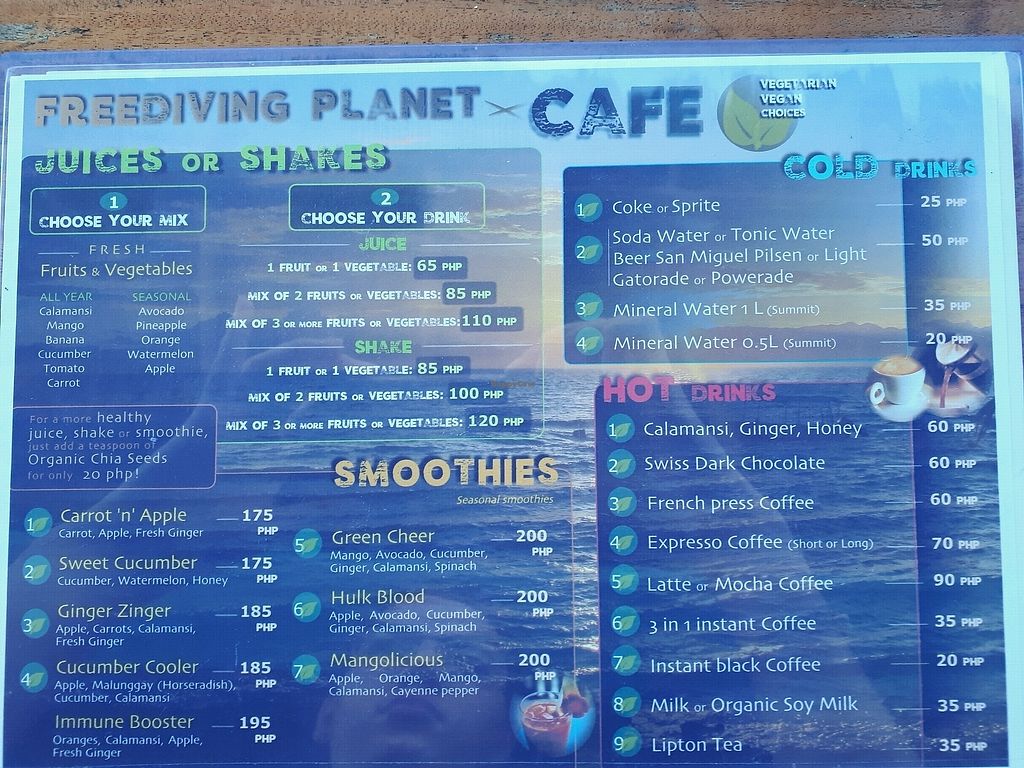 FREEDIVING PLANET × CAFE
VEGETARIAN
VEGAN
CHOICES
JUICES OR SHAKES
1
CHOOSE YOUR MIX
FRESH
Fruits & Vegetables
ALL YEAR
Calamansi
Mango
Banana
Cucumber
Tomato
Carrot
SEASONAL
Avocado
Pineapple
Orange
Watermelon
Apple
2
CHOOSE YOUR DRINK
JUICE
1 FRUIT OR 1 VEGETABLE: 65 PHP
MIX OF 2 FRUITS OR VEGETABLES: 85 PHP
MIX OF 3 OR MORE FRUITS OR VEGETABLES: 110 PHP
SHAKE
1 FRUIT OR 1 VEGETABLE: 85 PHP
MIX OF 2 FRUITS OR VEGETABLES: 100 PHP
MIX OF 3 OR MORE FRUITS OR VEGETABLES: 120 PHP
For a more healthy
juice, shake or smoothie,
just add a teaspoon of
Organic Chia Seeds
for only 20 php!
SMOOTHIES
Seasonal smoothies
1 Carrot 'n' Apple 175 PHP
Carrot, Apple, Fresh Ginger
2 Sweet Cucumber 175 PHP
Cucumber, Watermelon, Honey
3 Ginger Zinger 185 PHP
Apple, Carrots, Calamansi,
Fresh Ginger
4 Cucumber Cooler 185 PHP
Apple, Malunggay (Horseradish),
Cucumber, Calamansi
Immune Booster 195 PHP
Oranges, Calamansi, Apple,
Fresh Ginger
5 Green Cheer 200 PHP
Mango, Avocado, Cucumber,
Ginger, Calamansi, Spinach
6 Hulk Blood 200 PHP
Apple, Avocado, Cucumber,
Ginger, Calamansi, Spinach
7 Mangolicious 200 PHP
Apple, Orange, Mango,
Calamansi, Cayenne pepper
COLD DRINKS
1 Coke or Sprite 25 PHP
2 Soda Water or Tonic Water 50 PHP
Beer San Miguel Pilsen or Light
Gatorade or Powerade
3 Mineral Water 1 L (Summit) 35 PHP
4 Mineral Water 0.5L (Summit) 20 PHP
HOT DRINKS
1 Calamansi, Ginger, Honey 60 PHP
2 Swiss Dark Chocolate 60 PHP
3 French press Coffee 60 PHP
4 Expresso Coffee (Short or Long) 70 PHP
5 Latte or Mocha Coffee 90 PHP
6 3 in 1 instant Coffee 35 PHP
7 Instant black Coffee 20 PHP
8 Milk or Organic Soy Milk 35 PHP
9 Lipton Tea 35 PHP